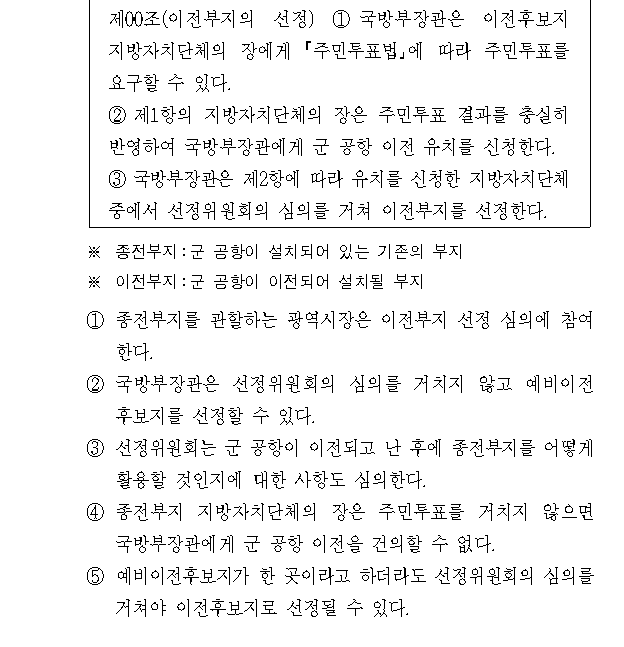 제00조(이전부지의 선정) ① 국방부장관은 이전후보지
지방자치단체의 장에게 「주민투표법」에 따라 주민투표를
요구할 수 있다.
② 제1항의 지방자치단체의 장은 주민투표 결과를 충실히
반영하여 국방부장관에게 군 공항 이전 유치를 신청한다.
③ 국방부장관은 제2항에 따라 유치를 신청한 지방자치단체
중에서 선정위원회의 심의를 거쳐 이전부지를 선정한다.
※ 종전부지:군 공항이 설치되어 있는 기존의 부지
※ 이전부지:군 공항이 이전되어 설치될 부지
① 종전부지를 관할하는 광역시장은 이전부지 선정 심의에 참여
한다.
② 국방부장관은 선정위원회의 심의를 거치지 않고 예비이전
후보지를 선정할 수 있다.
③ 선정위원회는 군 공항이 이전되고 난 후에 종전부지를 어떻게
활용할 것인지에 대한 사항도 심의한다.
④ 종전부지 지방자치단체의 장은 주민투표를 거치지 않으면
국방부장관에게 군 공항 이전을 건의할 수 없다.
⑤ 예비이전후보지가 한 곳이라고 하더라도 선정위원회의 심의를
거쳐야 이전후보지로 선정될 수 있다.